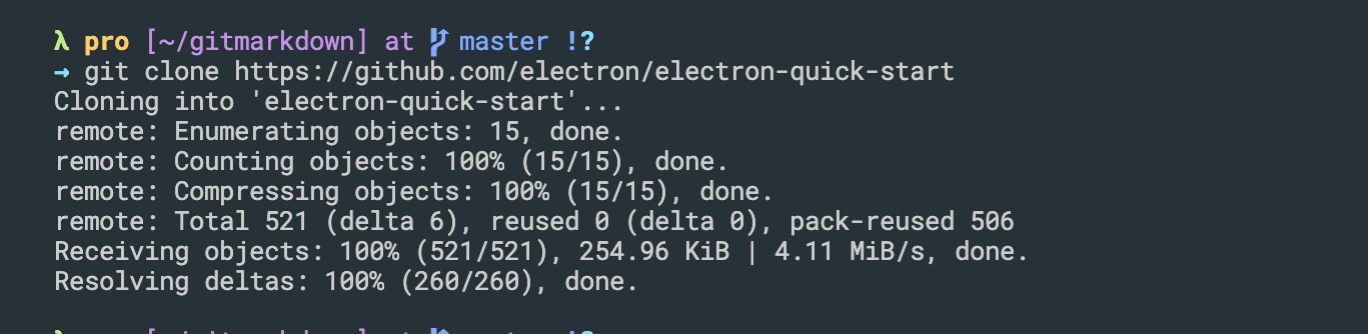 λ pro [~/gitmarkdown] at master !?
→ git clone https://github.com/electron/electron-quick-start
Cloning into 'electron-quick-start'...
remote: Enumerating objects: 15, done.
remote: Counting objects: 100% (15/15), done.
remote: Compressing objects: 100% (15/15), done.
remote: Total 521 (delta 6), reused 0 (delta 0), pack-reused 506
Receiving objects: 100% (521/521), 254.96 KiB | 4.11 MiB/s, done.
Resolving deltas: 100% (260/260), done.